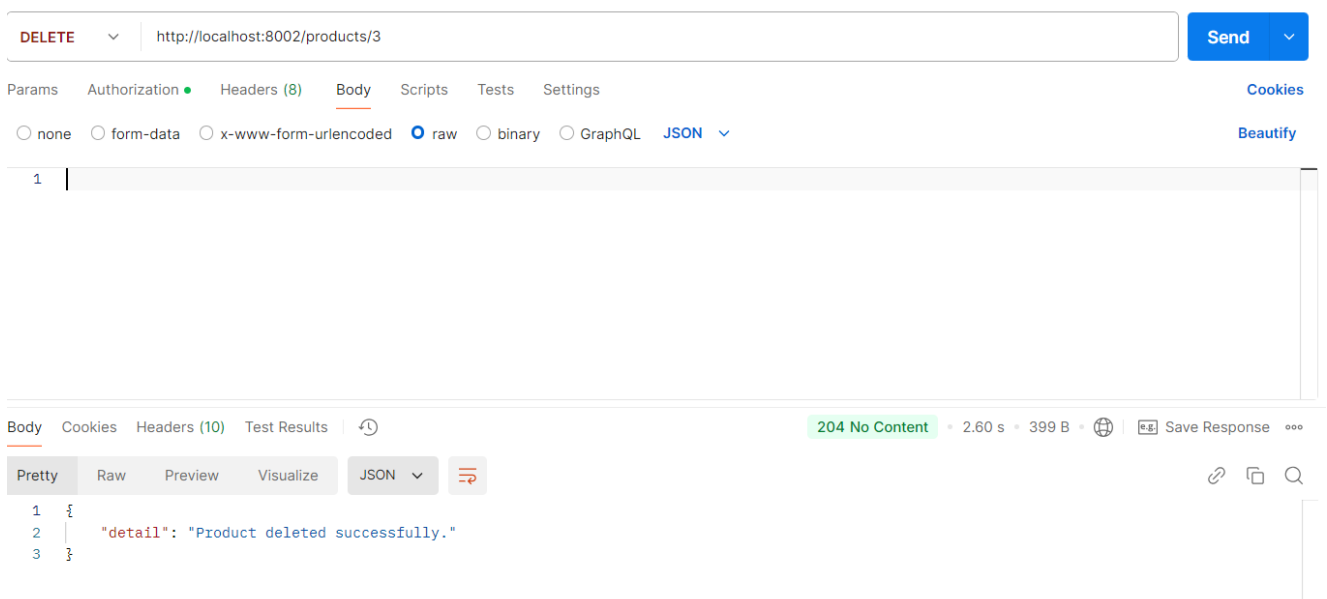 DELETE http://localhost:8002/products/3 Send
Params Authorization Headers (8) Body Scripts Tests Settings Cookies
none form-data x-www-form-urlencoded raw binary GraphQL JSON Beautify
1
Body Cookies Headers (10) Test Results 204 No Content • 2.60 s • 399 B • e.g. Save Response
Pretty Raw Preview Visualize JSON
1 {
2 "detail": "Product deleted successfully."
3 }